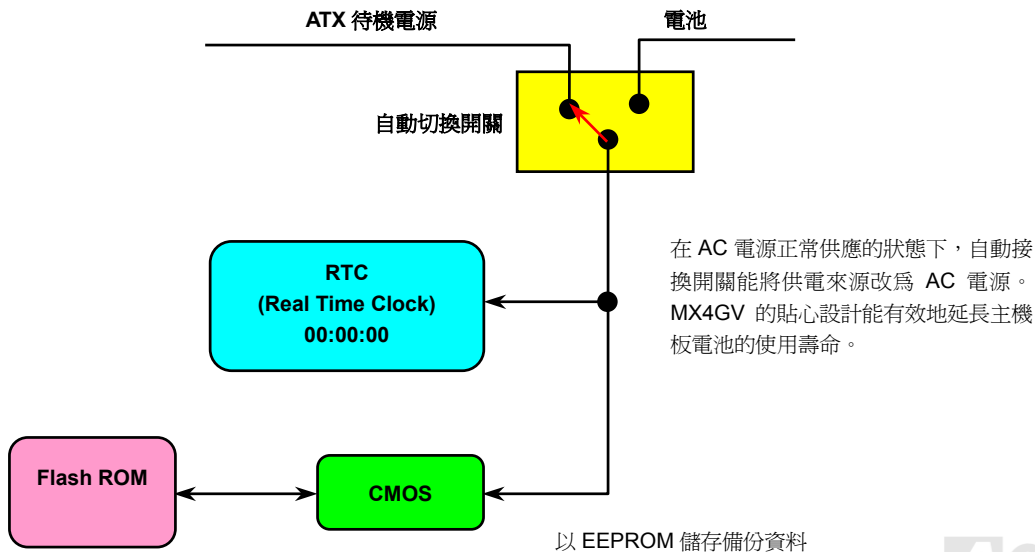 ATX 待機電源
電池
自動切換開關
RTC
(Real Time Clock)
00:00:00
在 AC 電源正常供應的狀態下，自動接
換開關能將供電來源改爲 AC 電源。
MX4GV 的貼心設計能有效地延長主機
板電池的使用壽命。
Flash ROM
CMOS
以 EEPROM 儲存備份資料